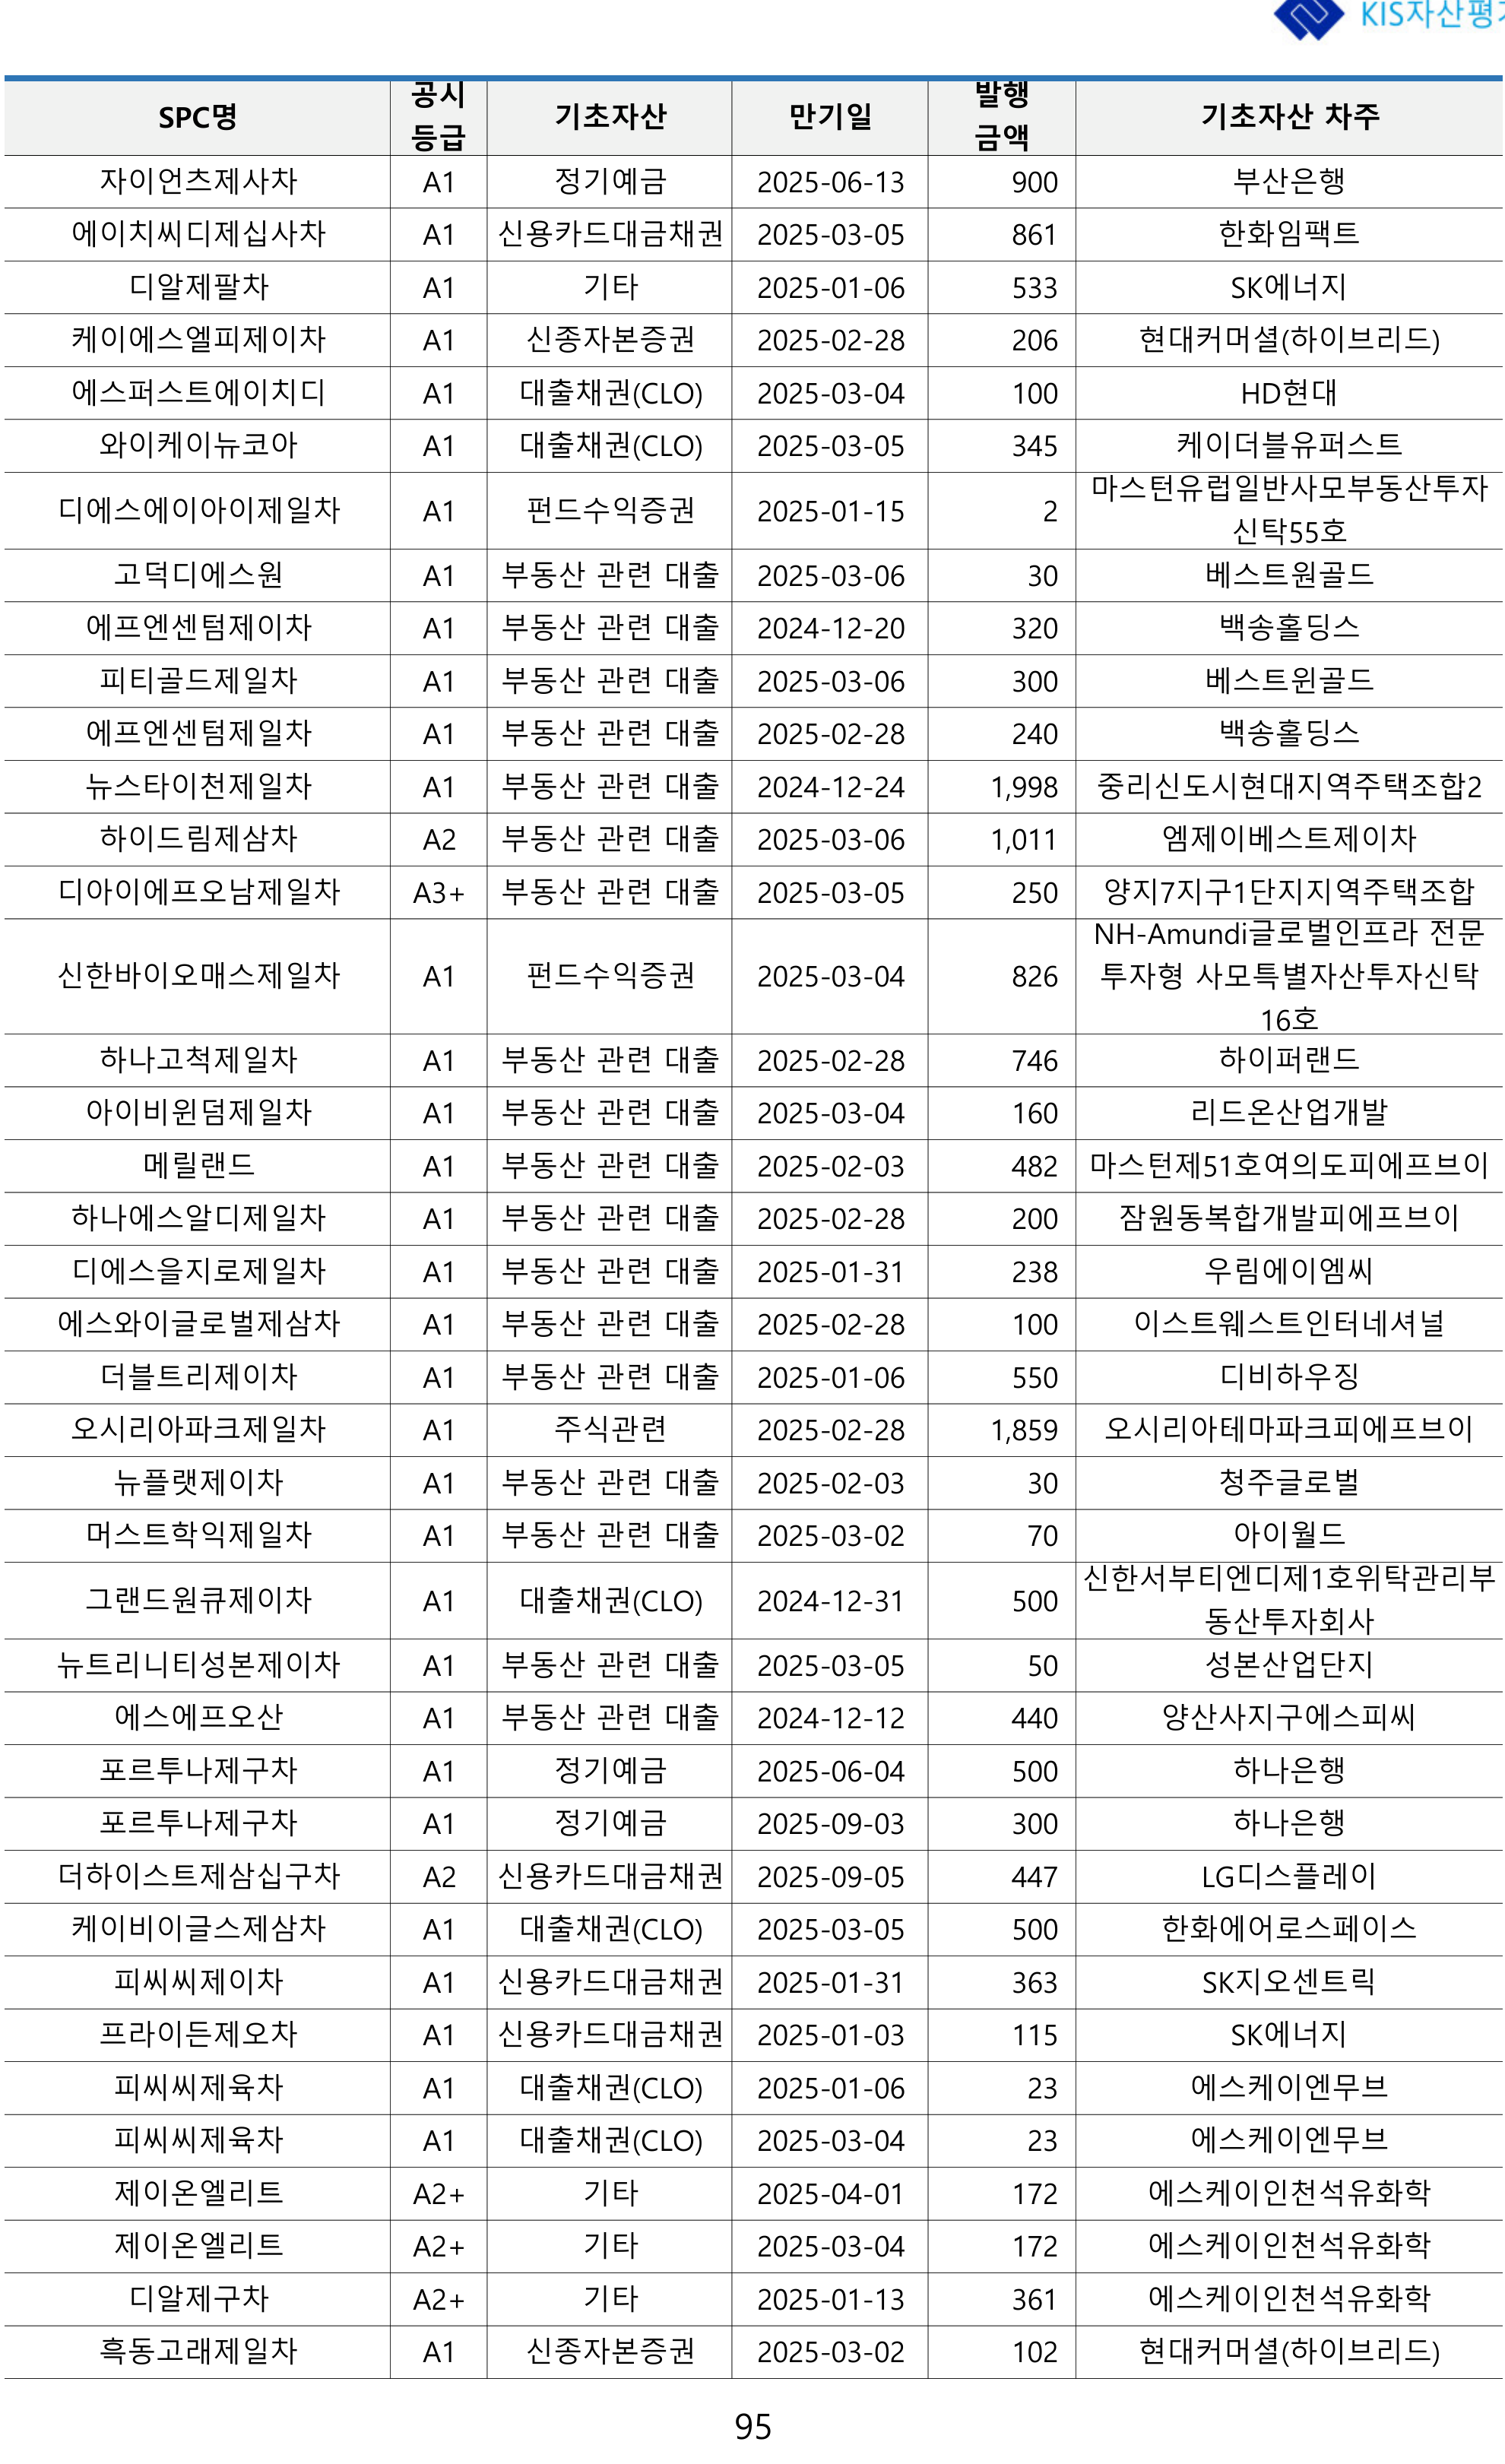 KIS자산평가
SPC명 공시등급 기초자산 만기일 발행금액 기초자산 차주
자이언츠제사차 A1 정기예금 2025-06-13 900 부산은행
에이치씨디제십사차 A1 신용카드대금채권 2025-03-05 861 한화임팩트
디알제팔차 A1 기타 2025-01-06 533 SK에너지
케이에스엘피제이차 A1 신종자본증권 2025-02-28 206 현대커머셜(하이브리드)
에스퍼스트에이치디 A1 대출채권(CLO) 2025-03-04 100 HD현대
와이케이뉴코아 A1 대출채권(CLO) 2025-03-05 345 케이더블유퍼스트
디에스에이아이제일차 A1 펀드수익증권 2025-01-15 2 마스턴유럽일반사모부동산투자
신탁55호
고덕디에스원 A1 부동산 관련 대출 2025-03-06 30 베스트원골드
에프엔센텀제이차 A1 부동산 관련 대출 2024-12-20 320 백송홀딩스
피티골드제일차 A1 부동산 관련 대출 2025-03-06 300 베스트윈골드
에프엔센텀제일차 A1 부동산 관련 대출 2025-02-28 240 백송홀딩스
뉴스타이천제일차 A1 부동산 관련 대출 2024-12-24 1,998 중리신도시현대지역주택조합2
하이드림제삼차 A2 부동산 관련 대출 2025-03-06 1,011 엠제이베스트제이차
디아이에프오남제일차 A3+ 부동산 관련 대출 2025-03-05 250 양지7지구1단지지역주택조합
신한바이오매스제일차 A1 펀드수익증권 2025-03-04 826 NH-Amundi글로벌인프라 전문
투자형 사모특별자산투자신탁
16호
하나고척제일차 A1 부동산 관련 대출 2025-02-28 746 하이퍼랜드
아이비윈덤제일차 A1 부동산 관련 대출 2025-03-04 160 리드온산업개발
메릴랜드 A1 부동산 관련 대출 2025-02-03 482 마스턴제51호여의도피에프브이
하나에스알디제일차 A1 부동산 관련 대출 2025-02-28 200 잠원동복합개발피에프브이
디에스을지로제일차 A1 부동산 관련 대출 2025-01-31 238 우림에이엠씨
에스와이글로벌제삼차 A1 부동산 관련 대출 2025-02-28 100 이스트웨스트인터네셔널
더블트리제이차 A1 부동산 관련 대출 2025-01-06 550 디비하우징
오시리아파크제일차 A1 주식관련 2025-02-28 1,859 오시리아테마파크피에프브이
뉴플랫제이차 A1 부동산 관련 대출 2025-02-03 30 청주글로벌
머스트학익제일차 A1 부동산 관련 대출 2025-03-02 70 아이월드
그랜드원큐제이차 A1 대출채권(CLO) 2024-12-31 500 신한서부티엔디제1호위탁관리부
동산투자회사
뉴트리니티성본제이차 A1 부동산 관련 대출 2025-03-05 50 성본산업단지
에스에프오산 A1 부동산 관련 대출 2024-12-12 440 양산사지구에스피씨
포르투나제구차 A1 정기예금 2025-06-04 500 하나은행
포르투나제구차 A1 정기예금 2025-09-03 300 하나은행
더하이스트제삼십구차 A2 신용카드대금채권 2025-09-05 447 LG디스플레이
케이비이글스제삼차 A1 대출채권(CLO) 2025-03-05 500 한화에어로스페이스
피씨씨제이차 A1 신용카드대금채권 2025-01-31 363 SK지오센트릭
프라이든제오차 A1 신용카드대금채권 2025-01-03 115 SK에너지
피씨씨제육차 A1 대출채권(CLO) 2025-01-06 23 에스케이엔무브
피씨씨제육차 A1 대출채권(CLO) 2025-03-04 23 에스케이엔무브
제이온엘리트 A2+ 기타 2025-04-01 172 에스케이인천석유화학
제이온엘리트 A2+ 기타 2025-03-04 172 에스케이인천석유화학
디알제구차 A2+ 기타 2025-01-13 361 에스케이인천석유화학
흑동고래제일차 A1 신종자본증권 2025-03-02 102 현대커머셜(하이브리드)
95